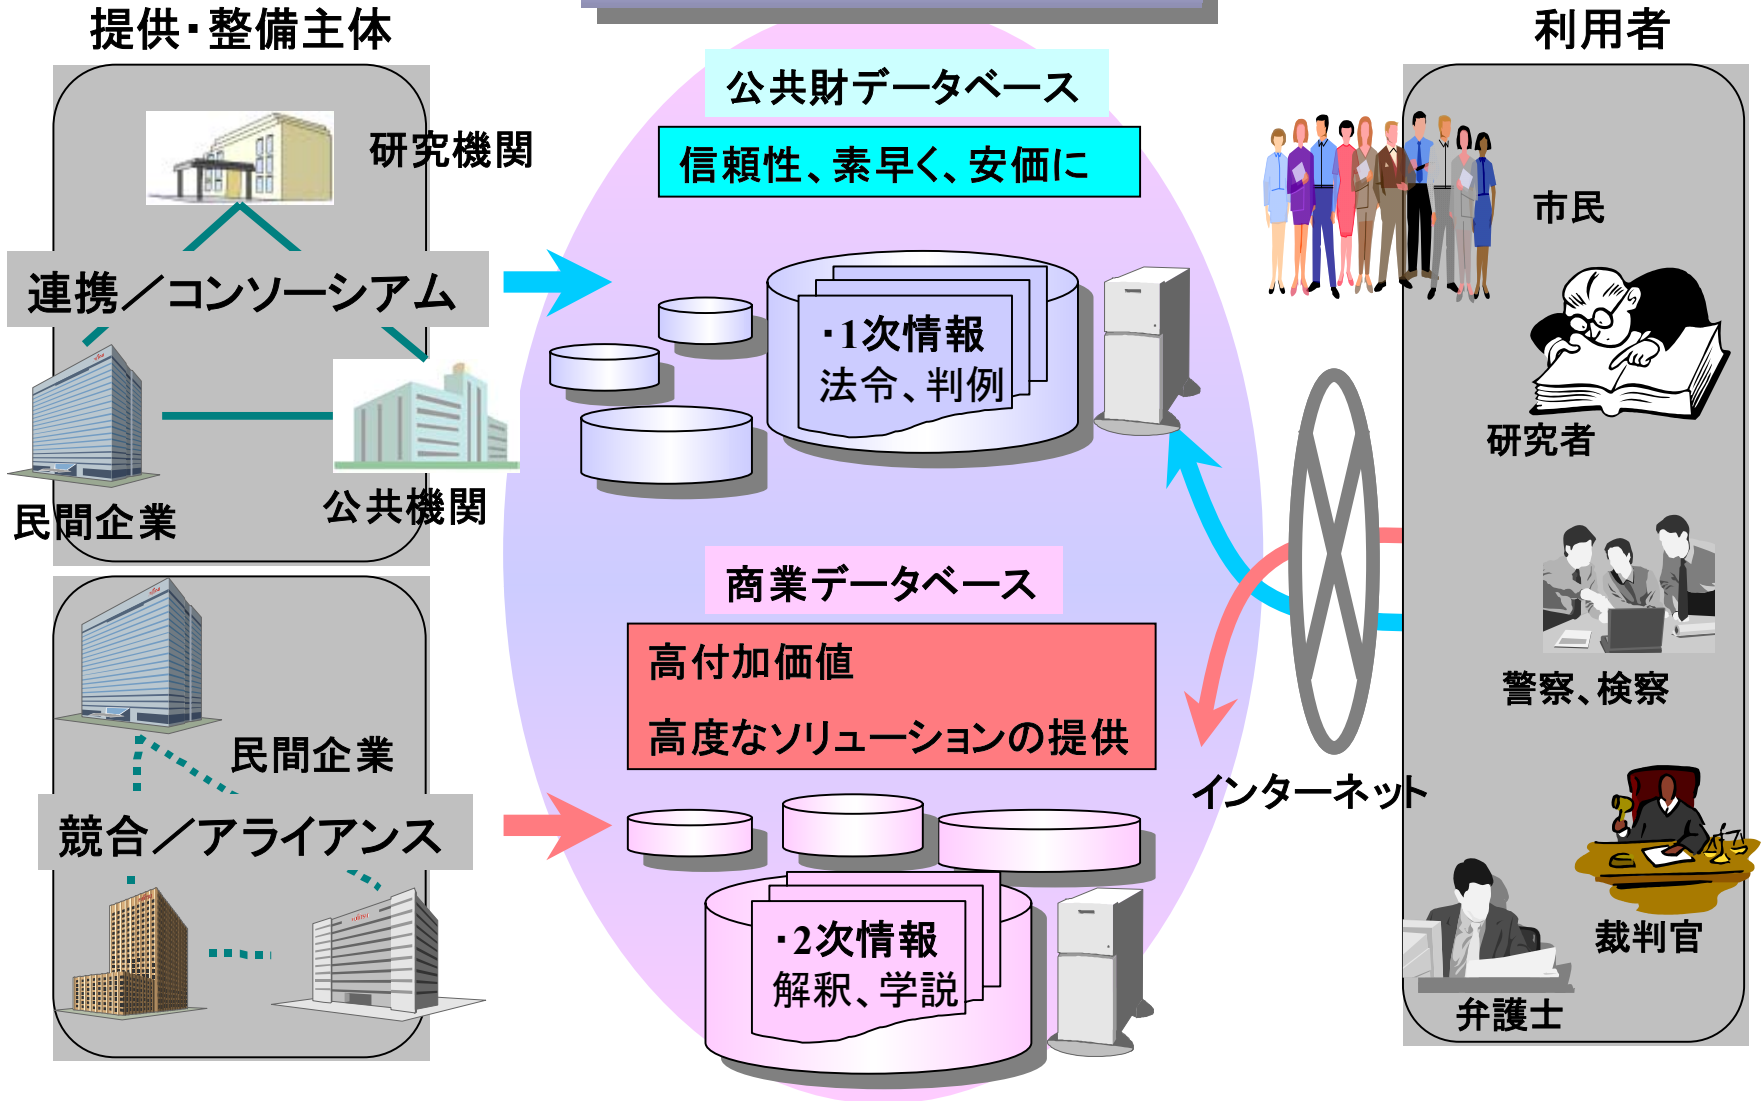 提供・整備主体
研究機関
連携／コンソーシアム
民間企業
公共機関
民間企業
競合／アライアンス
公共財データベース
信頼性、素早く、安価に
・1次情報
法令、判例
商業データベース
高付加価値
高度なソリューションの提供
・2次情報
解釈、学説
インターネット
利用者
市民
研究者
警察、検察
裁判官
弁護士